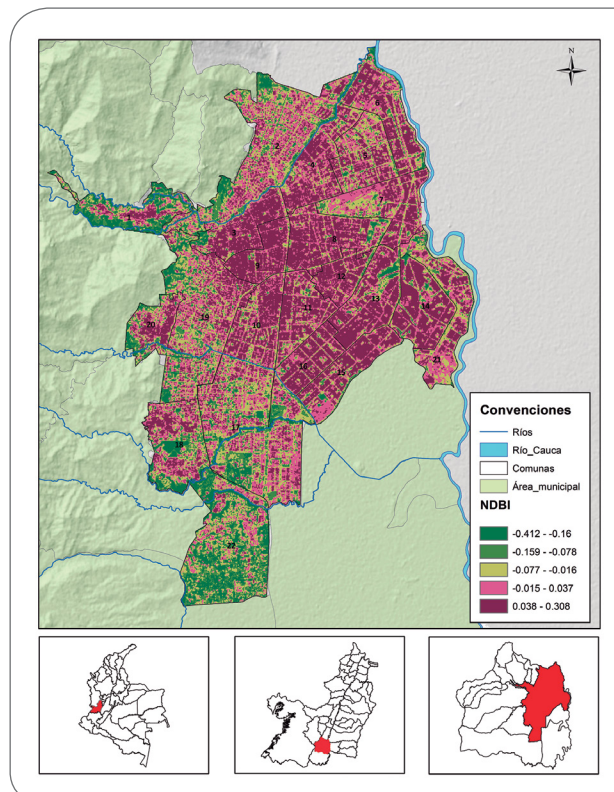 N
6
2
4
5
7
1
3
8
9
12
13
14
20
19
10
11
21
16
15
17
18
22
Convenciones
Ríos
Río_Cauca
Comunas
Área_municipal
NDBI
-0.412 - -0.16
-0.159 - -0.078
-0.077 - -0.016
-0.015 - 0.037
0.038 - 0.308